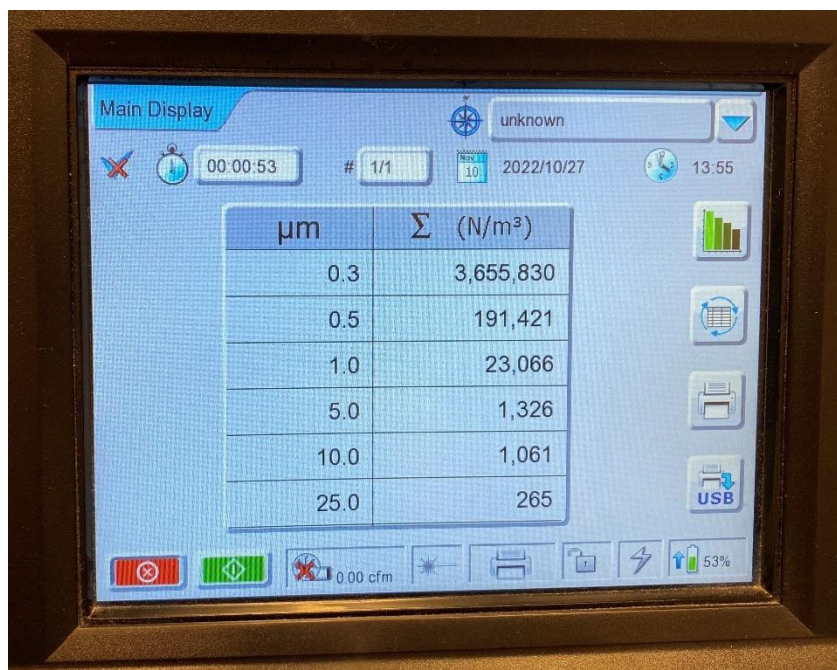 Main Display
unknown
00:00:53 # 1/1 Nov 10 2022/10/27 13:55
µm Σ (N/m³)
0.3 3,655,830
0.5 191,421
1.0 23,066
5.0 1,326
10.0 1,061
25.0 265
USB
0.00 cfm 53%